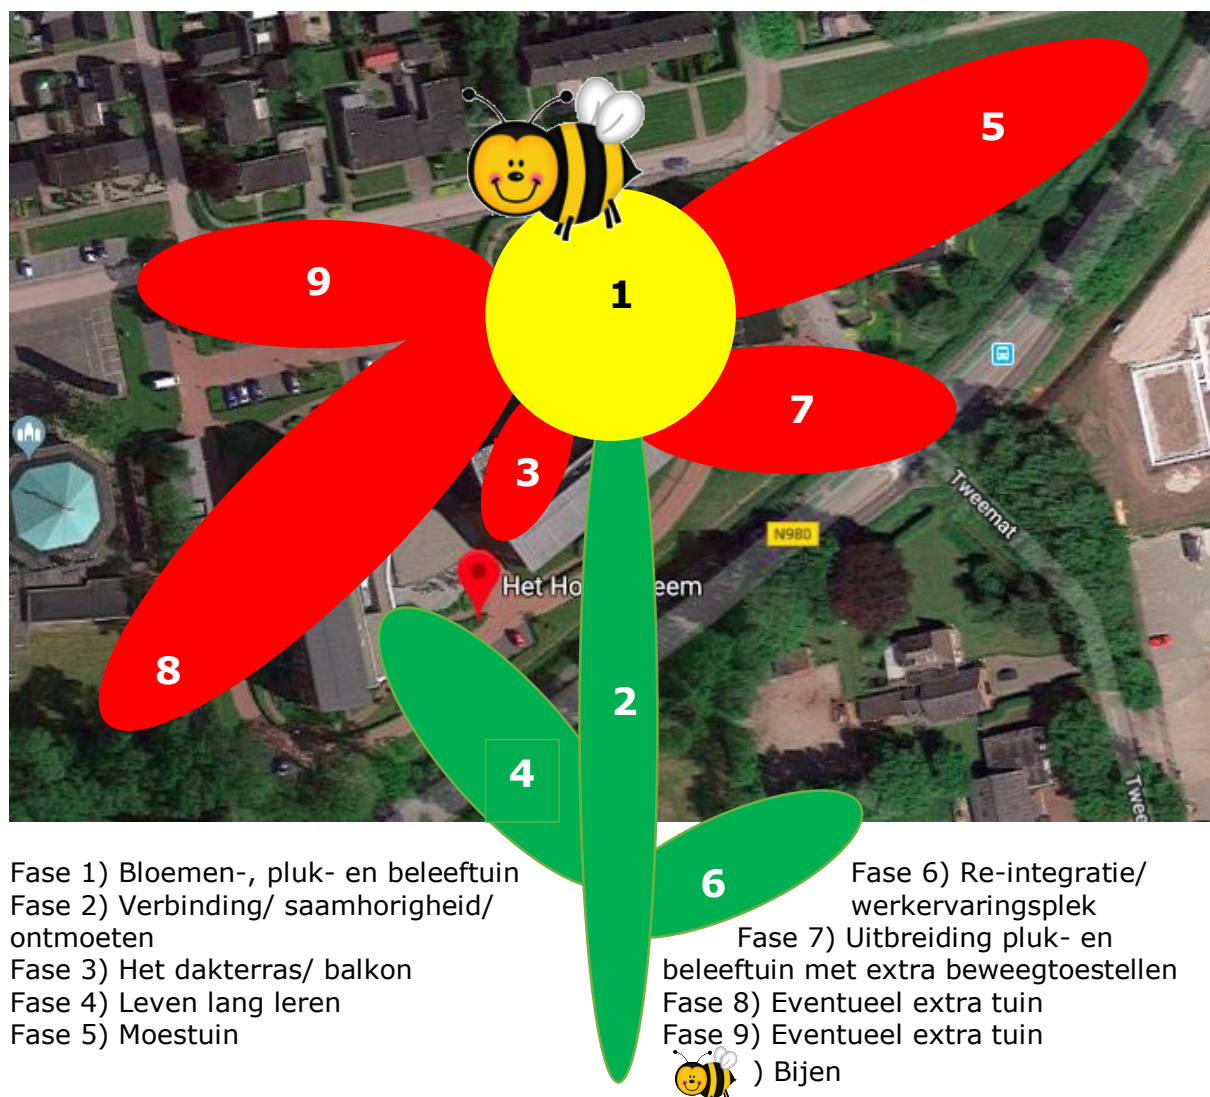 5
9
1
7
3
Tweemat
N980
Het Ho eem
8
2
4
Twee
6
Fase 1) Bloemen-, pluk- en beleeftuin
Fase 2) Verbinding/ saamhorigheid/
ontmoeten
Fase 3) Het dakterras/ balkon
Fase 4) Leven lang leren
Fase 5) Moestuin
Fase 6) Re-integratie/
werkervaringsplek
Fase 7) Uitbreiding pluk- en
beleeftuin met extra beweegtoestellen
Fase 8) Eventueel extra tuin
Fase 9) Eventueel extra tuin
) Bijen